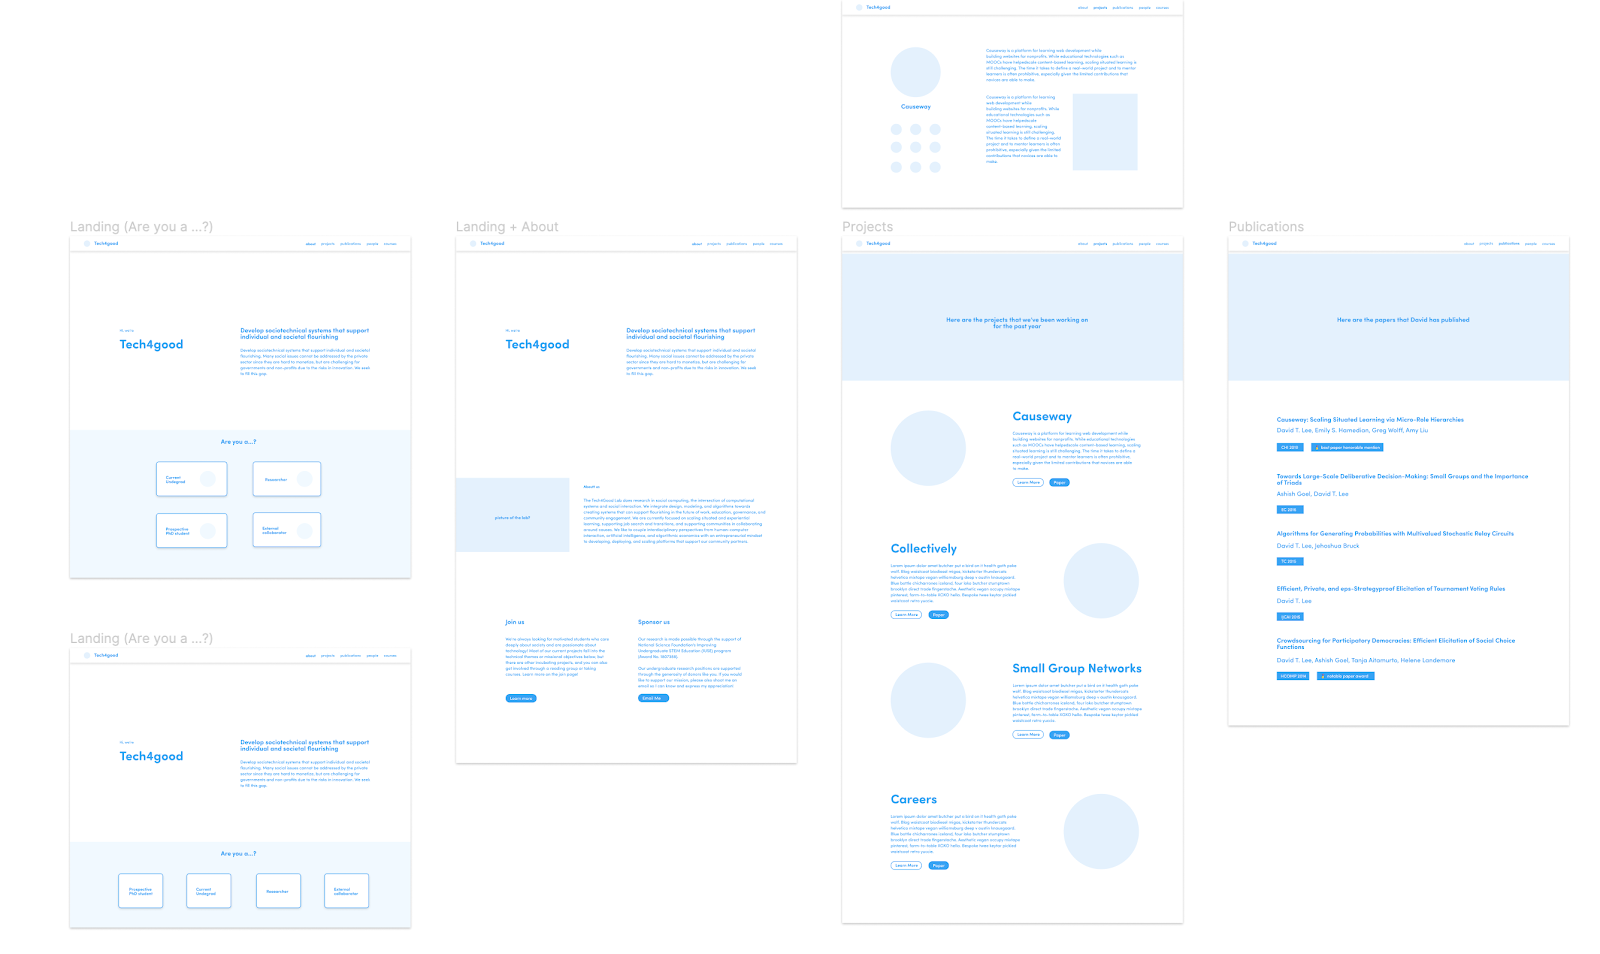 Tech4good
about projects publications people courses
Causeway is a platform for learning web development while
building websites for nonprofits. While educational technologies such as
MOOCs have helpedscale content-based learning, scaling situated learning is
still challenging. The time it takes to define a real-world project and to mentor
learners is often prohibitive, especially given the limited contributions that
novices are able to make.
Causeway
Causeway is a platform for learning
web development while
building websites for nonprofits. While
educational technologies such as
MOOCs have helpedscale
content-based learning, scaling
situated learning is still challenging.
The time it takes to define a real-world
project and to mentor learners is often
prohibitive, especially given the limited
contributions that novices are able to
make.
Landing (Are you a ...?)
Tech4good
about projects publications people courses
Hi, we're
Tech4good
Develop sociotechnical systems that support
individual and societal flourishing
Develop sociotechnical systems that support individual and societal
flourishing. Many social issues cannot be addressed by the private
sector since they are hard to monetize, but are challenging for
governments and non-profits due to the risks in innovation. We seek
to fill this gap.
Are you a...?
Current
Undegrad
Researcher
Prospective
PhD student
External
collaborator
Landing (Are you a ...?)
Tech4good
about projects publications people courses
Hi, we're
Tech4good
Develop sociotechnical systems that support
individual and societal flourishing
Develop sociotechnical systems that support individual and societal
flourishing. Many social issues cannot be addressed by the private
sector since they are hard to monetize, but are challenging for
governments and non-profits due to the risks in innovation. We seek
to fill this gap.
Are you a...?
Prospective
PhD student
Current
Undegrad
Researcher
External
collaborator
Landing + About
Tech4good
about projects publications people courses
Hi, we're
Tech4good
Develop sociotechnical systems that support
individual and societal flourishing
Develop sociotechnical systems that support individual and societal
flourishing. Many social issues cannot be addressed by the private
sector since they are hard to monetize, but are challenging for
governments and non-profits due to the risks in innovation. We seek
to fill this gap.
picture of the lab?
About us
The Tech4Good Lab does research in social computing, the intersection of computational
systems and social interaction. We integrate design, modeling, and algorithms towards
creating systems that can support flourishing in the future of work, education, governance, and
community engagement. We are currently focused on scaling situated and experiential
learning, supporting job search and transitions, and supporting communities in collaborating
around causes. We like to couple interdisciplinary perspectives from human computer
interaction, artificial intelligence, and algorithmic economics with an entrepreneurial mindset
to developing, deploying, and scaling platforms that support our community partners.
Join us
We're always looking for motivated students who care
deeply about society and are passionate about
technology! Most of our current projects fall into the
technical themes or missional objectives below, but
there are other incubating projects, and you can also
get involved through a reading group or taking
courses. Learn more on the join page!
Learn more
Sponsor us
Our research is made possible through the support of
National Science Foundation's Improving
Undergraduate STEM Education (IUSE) program
Our undergraduate research positions are supported
through the generosity of donors like you. If you would
like to support our mission, please also shoot me an
email so I can know and express my appreciation!
Email Me
Projects
Tech4good
about projects publications people courses
Here are the projects that we've been working on
for the past year
Causeway
Causeway is a platform for learning web development while
building websites for nonprofits. While educational technologies
such as MOOCs have helpedscale content-based learning, scaling
situated learning is still challenging. The time it takes to define a
real-world project and to mentor learners is often prohibitive,
especially given the limited contributions that novices are able
to make.
Learn More
Paper
Collectively
Lorem ipsum dolor amet butcher put a bird on it health goth poke
wolf. Blog waistcoat biodiesel migas, kickstarter thundercats
helvetica mixtape vegan williamsburg deep v austin knausgaard.
Blue bottle chicharrones iceland, four loko butcher stumptown
brooklyn direct trade fingerstache. Aesthetic vegan occupy mixtape
pinterest, farm-to-table XOXO hella. Bespoke twee keytar pickled
waistcoat retro yuccie.
Learn More
Paper
Small Group Networks
Lorem ipsum dolor amet butcher put a bird on it health goth poke
wolf. Blog waistcoat biodiesel migas, kickstarter thundercats
helvetica mixtape vegan williamsburg deep v austin knausgaard.
Blue bottle chicharrones iceland, four loko butcher stumptown
brooklyn direct trade fingerstache. Aesthetic vegan occupy mixtape
pinterest, farm-to-table XOXO hella. Bespoke twee keytar pickled
waistcoat retro yuccie.
Learn More
Paper
Careers
Lorem ipsum dolor amet butcher put a bird on it health goth poke
wolf. Blog waistcoat biodiesel migas, kickstarter thundercats
helvetica mixtape vegan williamsburg deep v austin knausgaard.
Blue bottle chicharrones iceland, four loko butcher stumptown
brooklyn direct trade fingerstache. Aesthetic vegan occupy mixtape
pinterest, farm-to-table XOXO hella. Bespoke twee keytar pickled
waistcoat retro yuccie.
Learn More
Paper
Publications
Tech4good
about projects publications people courses
Here are the papers that David has published
Causeway: Scaling Situated Learning via Micro-Role Hierarchies
David T. Lee, Emily S. Hamedian, Greg Wolff, Amy Liu
CHI 2019
best paper honorable mention
Towards Large-Scale Deliberative Decision-Making: Small Groups and the Importance
of Triads
Ashish Goel, David T. Lee
EC 2016
Algorithms for Generating Probabilities with Multivalued Stochastic Relay Circuits
David T. Lee, Jehoshua Bruck
TC 2015
Efficient, Private, and eps-Strategyproof Elicitation of Tournament Voting Rules
David T. Lee
IJCAI 2015
Crowdsourcing for Participatory Democracies: Efficient Elicitation of Social Choice
Functions
David T. Lee, Ashish Goel, Tanja Aitamurto, Helene Landemore
HCOMP 2014
notable paper award